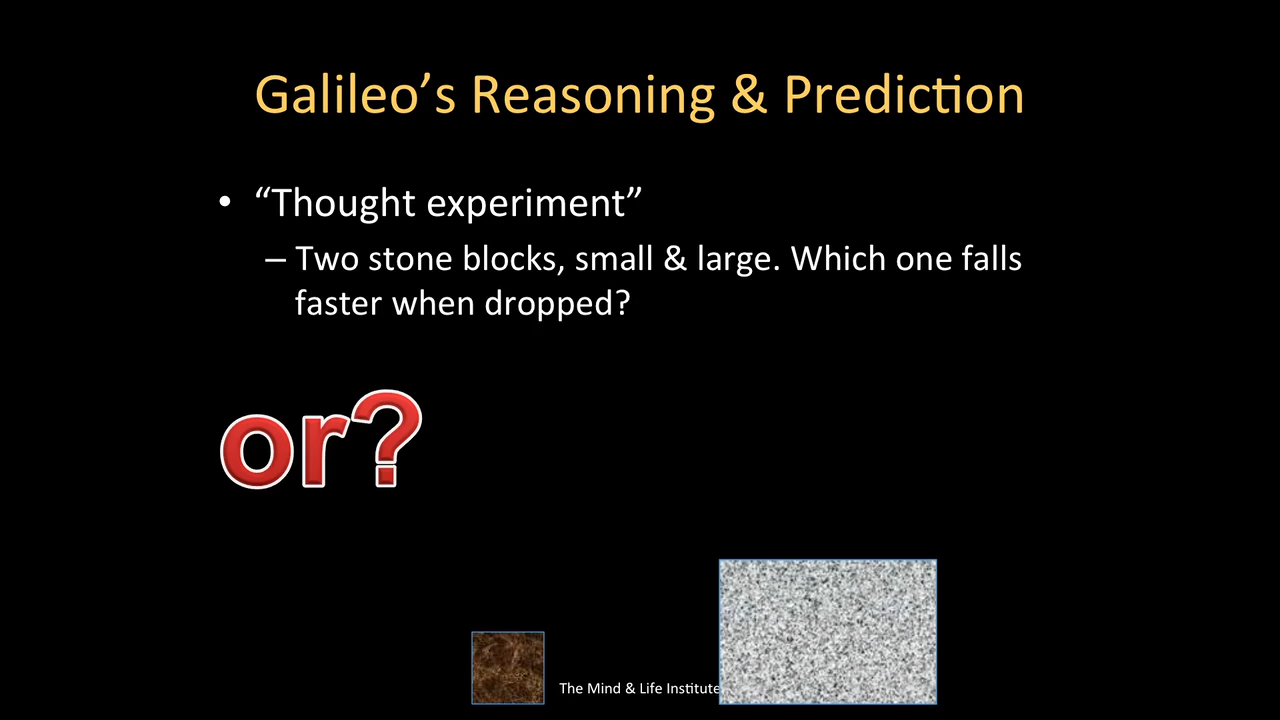 Galileo’s Reasoning & Prediction
• “Thought experiment”
– Two stone blocks, small & large. Which one falls
faster when dropped?
or?
The Mind & Life Institute